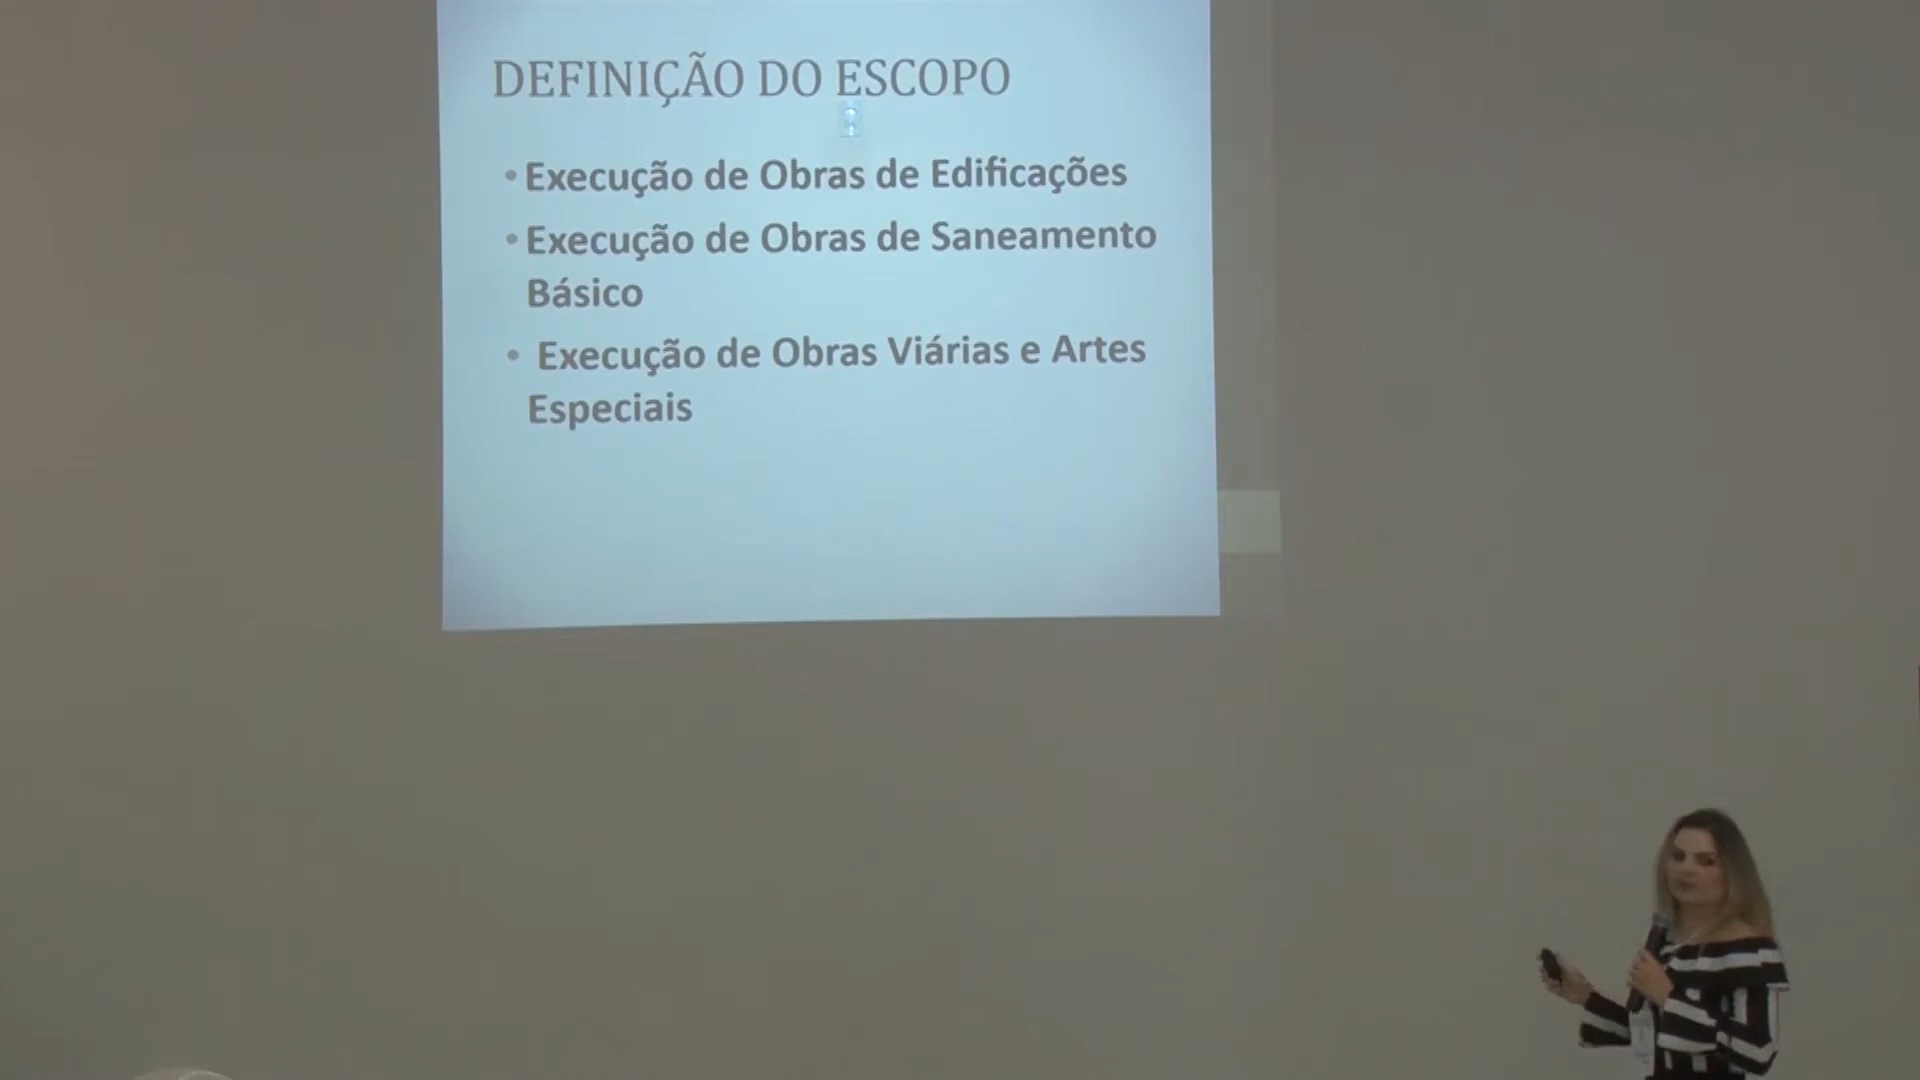 DEFINIÇÃO DO ESCOPO
• Execução de Obras de Edificações
• Execução de Obras de Saneamento
Básico
• Execução de Obras Viárias e Artes
Especiais